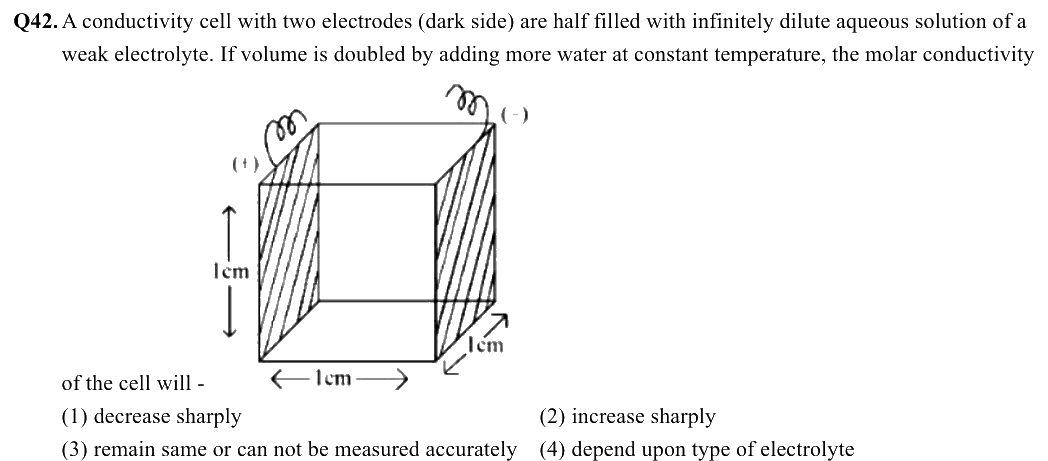 Q42. A conductivity cell with two electrodes (dark side) are half filled with infinitely dilute aqueous solution of a
weak electrolyte. If volume is doubled by adding more water at constant temperature, the molar conductivity
(-)
(+)
1cm
1cm
1cm
of the cell will -
(1) decrease sharply (2) increase sharply
(3) remain same or can not be measured accurately (4) depend upon type of electrolyte